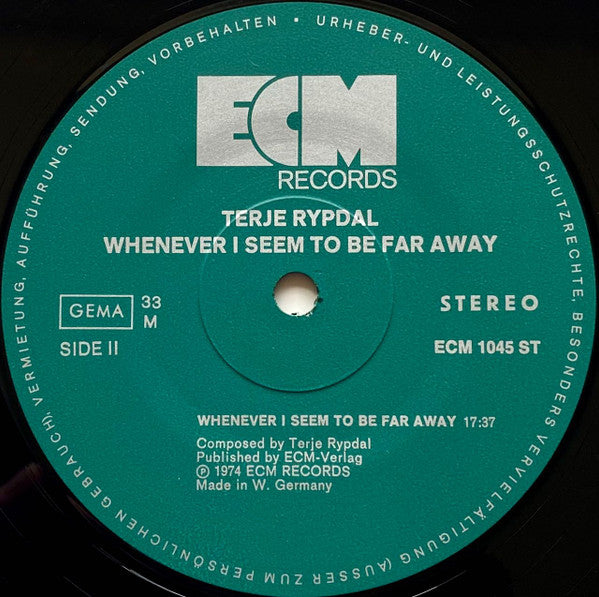 URHEBER- UND LEISTUNGSSCHUTZRECHTE, BESONDERS VERVIELFÄLTIGUNG (AUSSER ZUM PERSÖNLICHEN GEBRAUCH), VERMIETUNG, AUFFÜHRUNG, SENDUNG, VORBEHALTEN •
ECM
RECORDS
TERJE RYPDAL
WHENEVER I SEEM TO BE FAR AWAY
GEMA 33 M
STEREO
SIDE II
ECM 1045 ST
WHENEVER I SEEM TO BE FAR AWAY 17:37
Composed by Terje Rypdal
Published by ECM-Verlag
℗ 1974 ECM RECORDS
Made in W. Germany